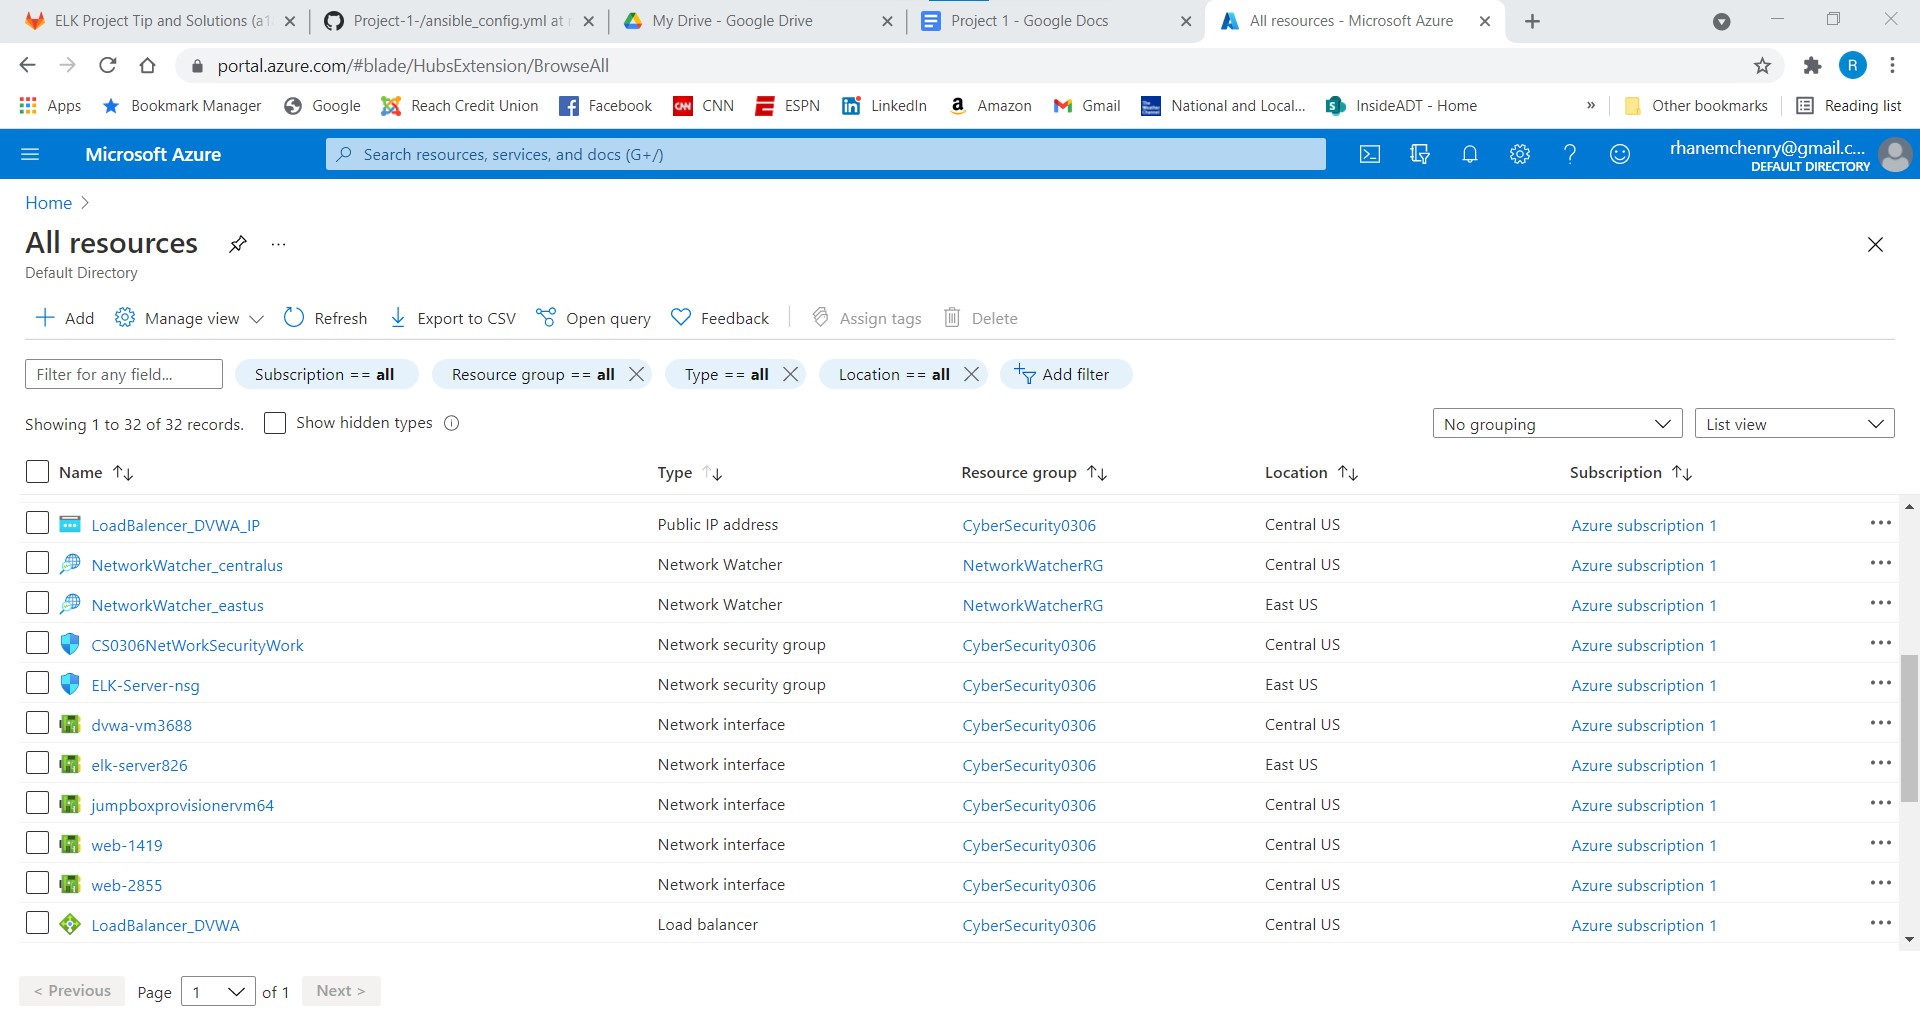 ELK Project Tip and Solutions (a1
Project-1-/ansible_config.yml at
My Drive - Google Drive
Project 1 - Google Docs
All resources - Microsoft Azure
portal.azure.com/#blade/HubsExtension/BrowseAll
R
Apps
Bookmark Manager
Google
Reach Credit Union
Facebook
CNN
ESPN
LinkedIn
Amazon
Gmail
National and Local...
InsideADT - Home
»
Other bookmarks
Reading list
Microsoft Azure
Search resources, services, and docs (G+/)
rhanemchenry@gmail.c...
DEFAULT DIRECTORY
Home >
All resources
Default Directory
Add
Manage view
Refresh
Export to CSV
Open query
Feedback
Assign tags
Delete
Filter for any field...
Subscription == all
Resource group == all
Type == all
Location == all
Add filter
Showing 1 to 32 of 32 records.
Show hidden types
No grouping
List view
Name Type Resource group Location Subscription
LoadBalencer_DVWA_IP Public IP address CyberSecurity0306 Central US Azure subscription 1
NetworkWatcher_centralus Network Watcher NetworkWatcherRG Central US Azure subscription 1
NetworkWatcher_eastus Network Watcher NetworkWatcherRG East US Azure subscription 1
CS0306NetWorkSecurityWork Network security group CyberSecurity0306 Central US Azure subscription 1
ELK-Server-nsg Network security group CyberSecurity0306 East US Azure subscription 1
dvwa-vm3688 Network interface CyberSecurity0306 Central US Azure subscription 1
elk-server826 Network interface CyberSecurity0306 East US Azure subscription 1
jumpboxprovisionervm64 Network interface CyberSecurity0306 Central US Azure subscription 1
web-1419 Network interface CyberSecurity0306 Central US Azure subscription 1
web-2855 Network interface CyberSecurity0306 Central US Azure subscription 1
LoadBalancer_DVWA Load balancer CyberSecurity0306 Central US Azure subscription 1
< Previous
Page 1 of 1
Next >